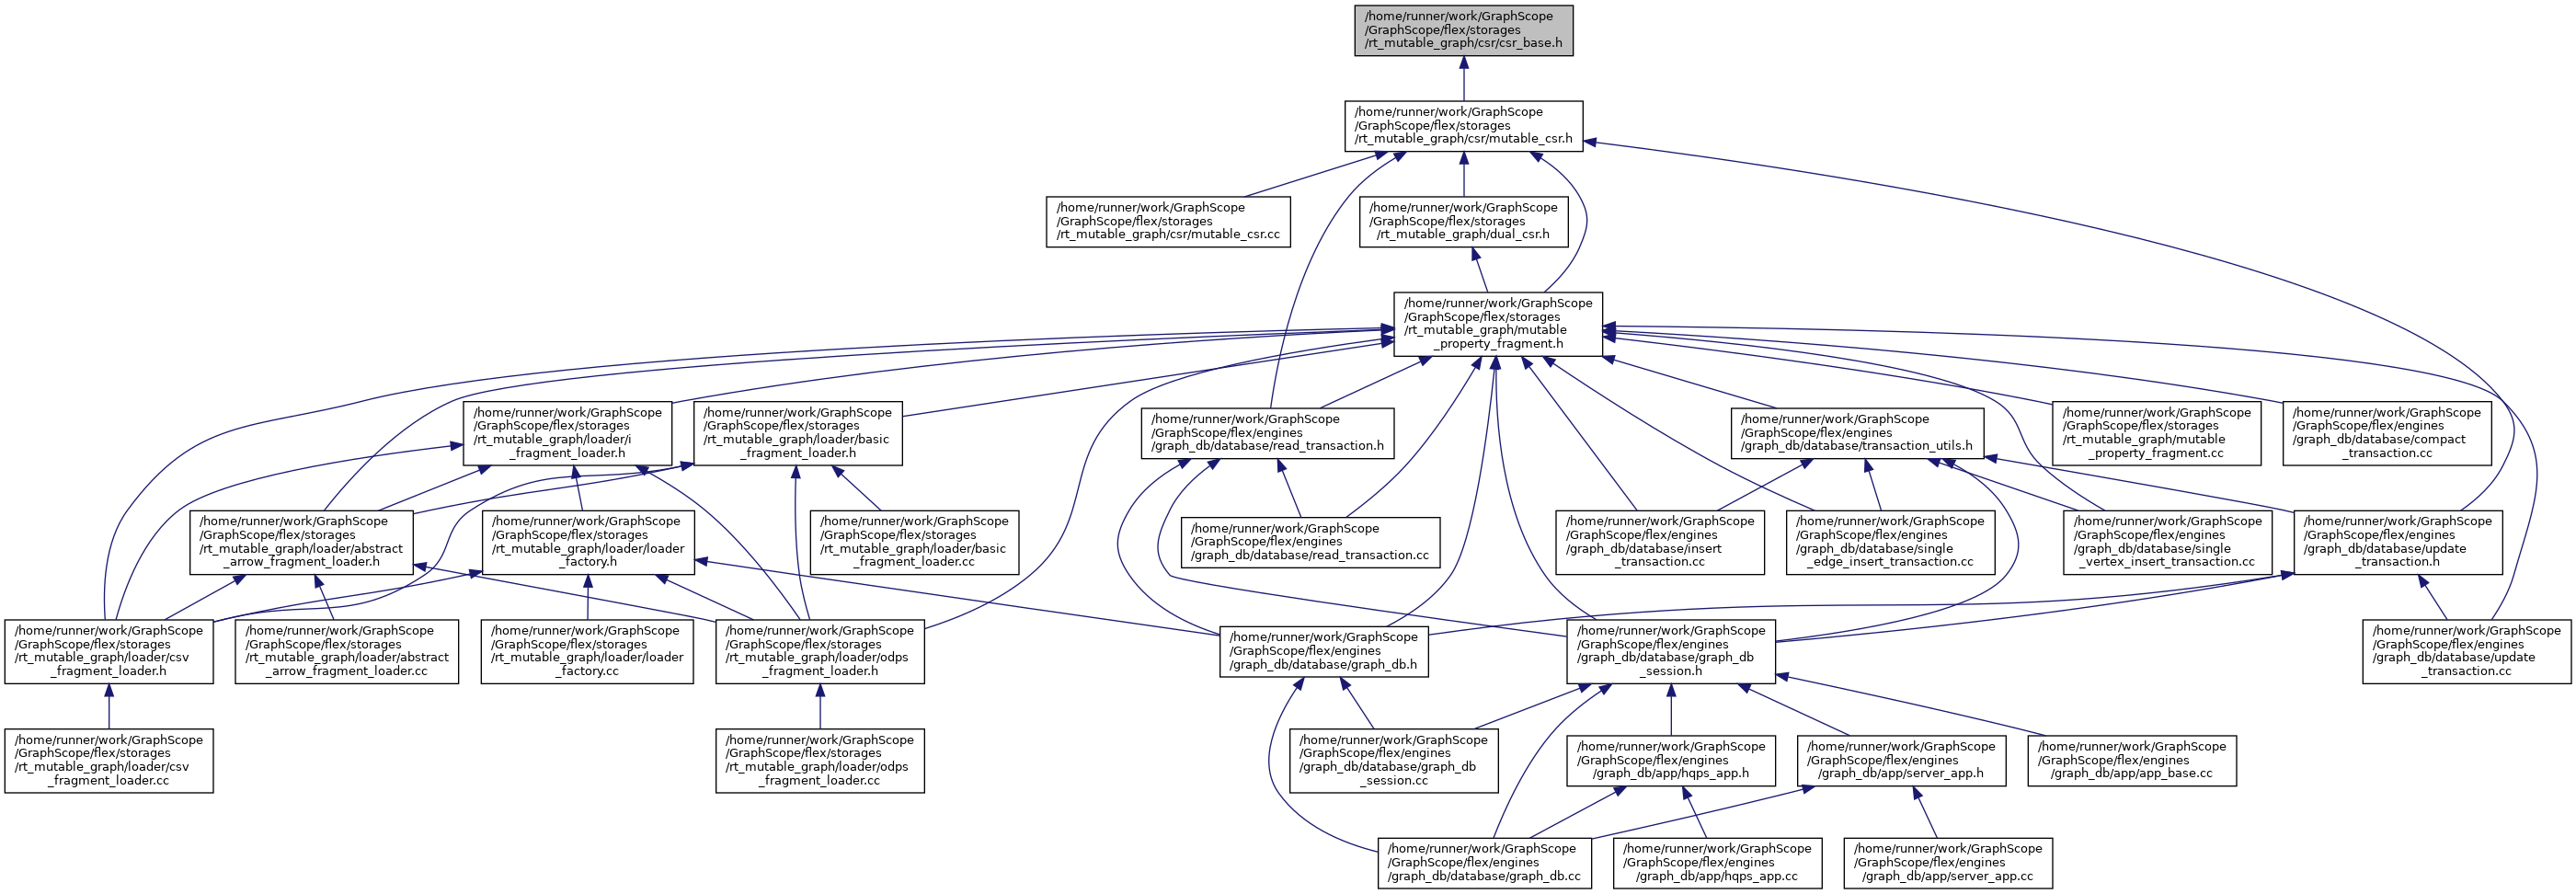 /home/runner/work/GraphScope
/GraphScope/flex/storages
/rt_mutable_graph/csr/csr_base.h
/home/runner/work/GraphScope
/GraphScope/flex/storages
/rt_mutable_graph/csr/mutable_csr.h
/home/runner/work/GraphScope
/GraphScope/flex/storages
/rt_mutable_graph/csr/mutable_csr.cc
/home/runner/work/GraphScope
/GraphScope/flex/storages
/rt_mutable_graph/dual_csr.h
/home/runner/work/GraphScope
/GraphScope/flex/storages
/rt_mutable_graph/mutable
_property_fragment.h
/home/runner/work/GraphScope
/GraphScope/flex/storages
/rt_mutable_graph/loader/i
_fragment_loader.h
/home/runner/work/GraphScope
/GraphScope/flex/storages
/rt_mutable_graph/loader/basic
_fragment_loader.h
/home/runner/work/GraphScope
/GraphScope/flex/engines
/graph_db/database/read_transaction.h
/home/runner/work/GraphScope
/GraphScope/flex/engines
/graph_db/database/transaction_utils.h
/home/runner/work/GraphScope
/GraphScope/flex/storages
/rt_mutable_graph/mutable
_property_fragment.cc
/home/runner/work/GraphScope
/GraphScope/flex/engines
/graph_db/database/compact
_transaction.cc
/home/runner/work/GraphScope
/GraphScope/flex/storages
/rt_mutable_graph/loader/abstract
_arrow_fragment_loader.h
/home/runner/work/GraphScope
/GraphScope/flex/storages
/rt_mutable_graph/loader/loader
_factory.h
/home/runner/work/GraphScope
/GraphScope/flex/storages
/rt_mutable_graph/loader/basic
_fragment_loader.cc
/home/runner/work/GraphScope
/GraphScope/flex/engines
/graph_db/database/read_transaction.cc
/home/runner/work/GraphScope
/GraphScope/flex/engines
/graph_db/database/insert
_transaction.cc
/home/runner/work/GraphScope
/GraphScope/flex/engines
/graph_db/database/single
_edge_insert_transaction.cc
/home/runner/work/GraphScope
/GraphScope/flex/engines
/graph_db/database/single
_vertex_insert_transaction.cc
/home/runner/work/GraphScope
/GraphScope/flex/engines
/graph_db/database/update
_transaction.h
/home/runner/work/GraphScope
/GraphScope/flex/storages
/rt_mutable_graph/loader/csv
_fragment_loader.h
/home/runner/work/GraphScope
/GraphScope/flex/storages
/rt_mutable_graph/loader/abstract
_arrow_fragment_loader.cc
/home/runner/work/GraphScope
/GraphScope/flex/storages
/rt_mutable_graph/loader/loader
_factory.cc
/home/runner/work/GraphScope
/GraphScope/flex/storages
/rt_mutable_graph/loader/odps
_fragment_loader.h
/home/runner/work/GraphScope
/GraphScope/flex/engines
/graph_db/database/graph_db.h
/home/runner/work/GraphScope
/GraphScope/flex/engines
/graph_db/database/graph_db
_session.h
/home/runner/work/GraphScope
/GraphScope/flex/engines
/graph_db/database/update
_transaction.cc
/home/runner/work/GraphScope
/GraphScope/flex/storages
/rt_mutable_graph/loader/csv
_fragment_loader.cc
/home/runner/work/GraphScope
/GraphScope/flex/storages
/rt_mutable_graph/loader/odps
_fragment_loader.cc
/home/runner/work/GraphScope
/GraphScope/flex/engines
/graph_db/database/graph_db
_session.cc
/home/runner/work/GraphScope
/GraphScope/flex/engines
/graph_db/app/hqps_app.h
/home/runner/work/GraphScope
/GraphScope/flex/engines
/graph_db/app/server_app.h
/home/runner/work/GraphScope
/GraphScope/flex/engines
/graph_db/app/app_base.cc
/home/runner/work/GraphScope
/GraphScope/flex/engines
/graph_db/database/graph_db.cc
/home/runner/work/GraphScope
/GraphScope/flex/engines
/graph_db/app/hqps_app.cc
/home/runner/work/GraphScope
/GraphScope/flex/engines
/graph_db/app/server_app.cc